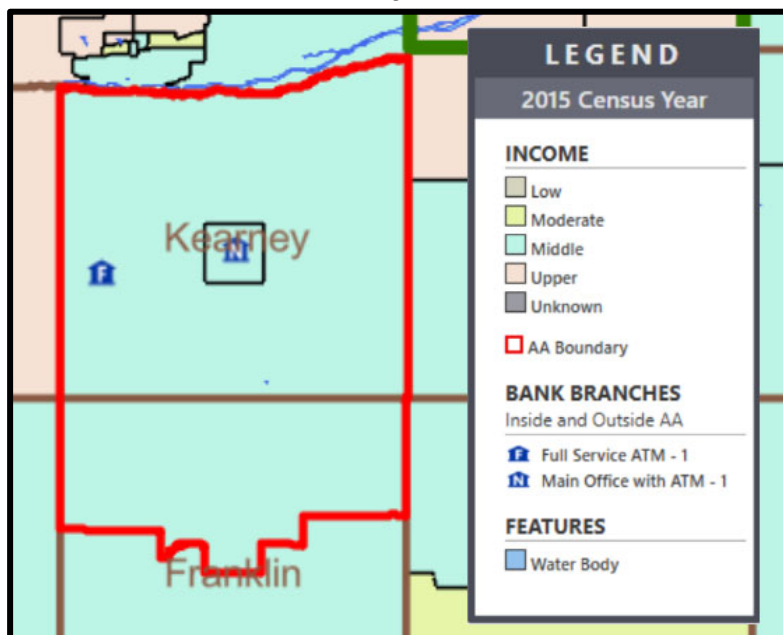 Kearney
Franklin
LEGEND
2015 Census Year
INCOME
Low
Moderate
Middle
Upper
Unknown
AA Boundary
BANK BRANCHES
Inside and Outside AA
F Full Service ATM - 1
N Main Office with ATM - 1
FEATURES
Water Body